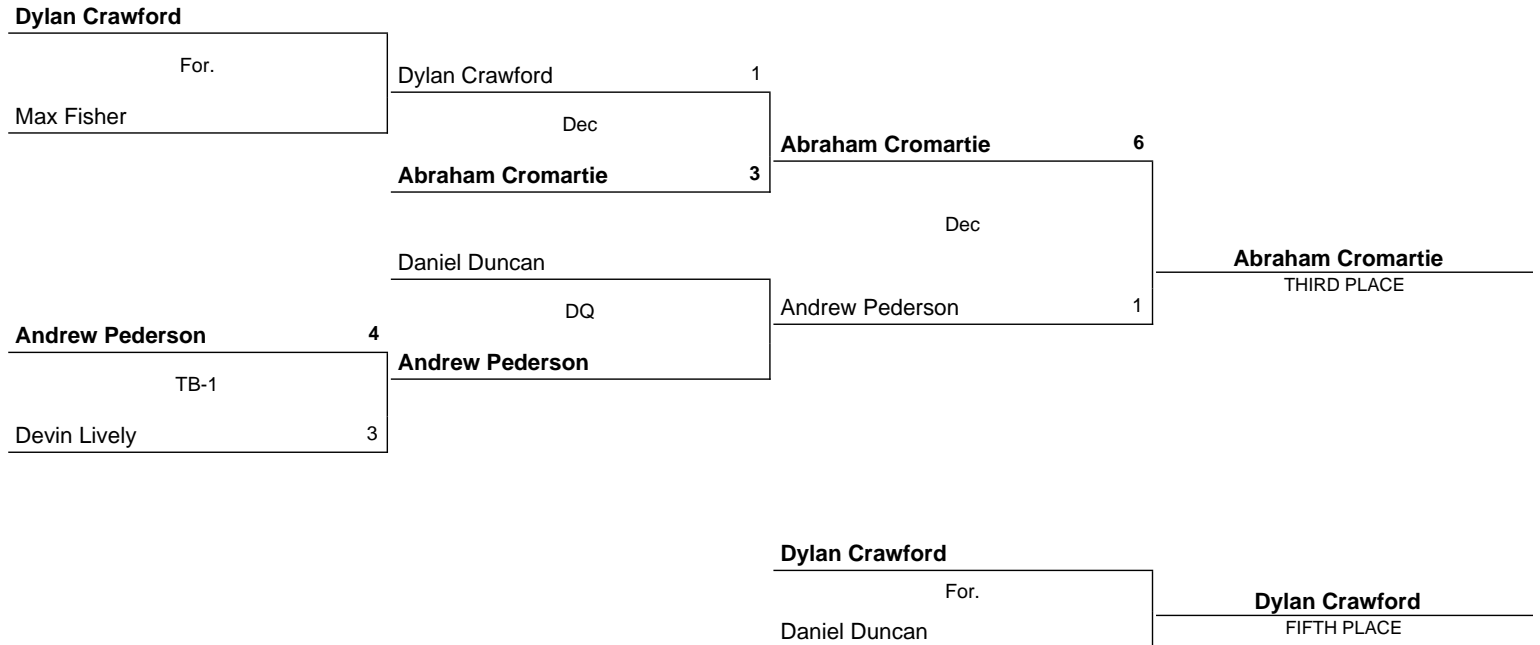 Dylan Crawford
For.
Max Fisher
Dylan Crawford 1
Dec
Abraham Cromartie 3
Daniel Duncan
DQ
Andrew Pederson
Andrew Pederson 4
TB-1
Devin Lively 3
Abraham Cromartie 6
Dec
Andrew Pederson 1
Abraham Cromartie
THIRD PLACE
Dylan Crawford
For.
Daniel Duncan
Dylan Crawford
FIFTH PLACE